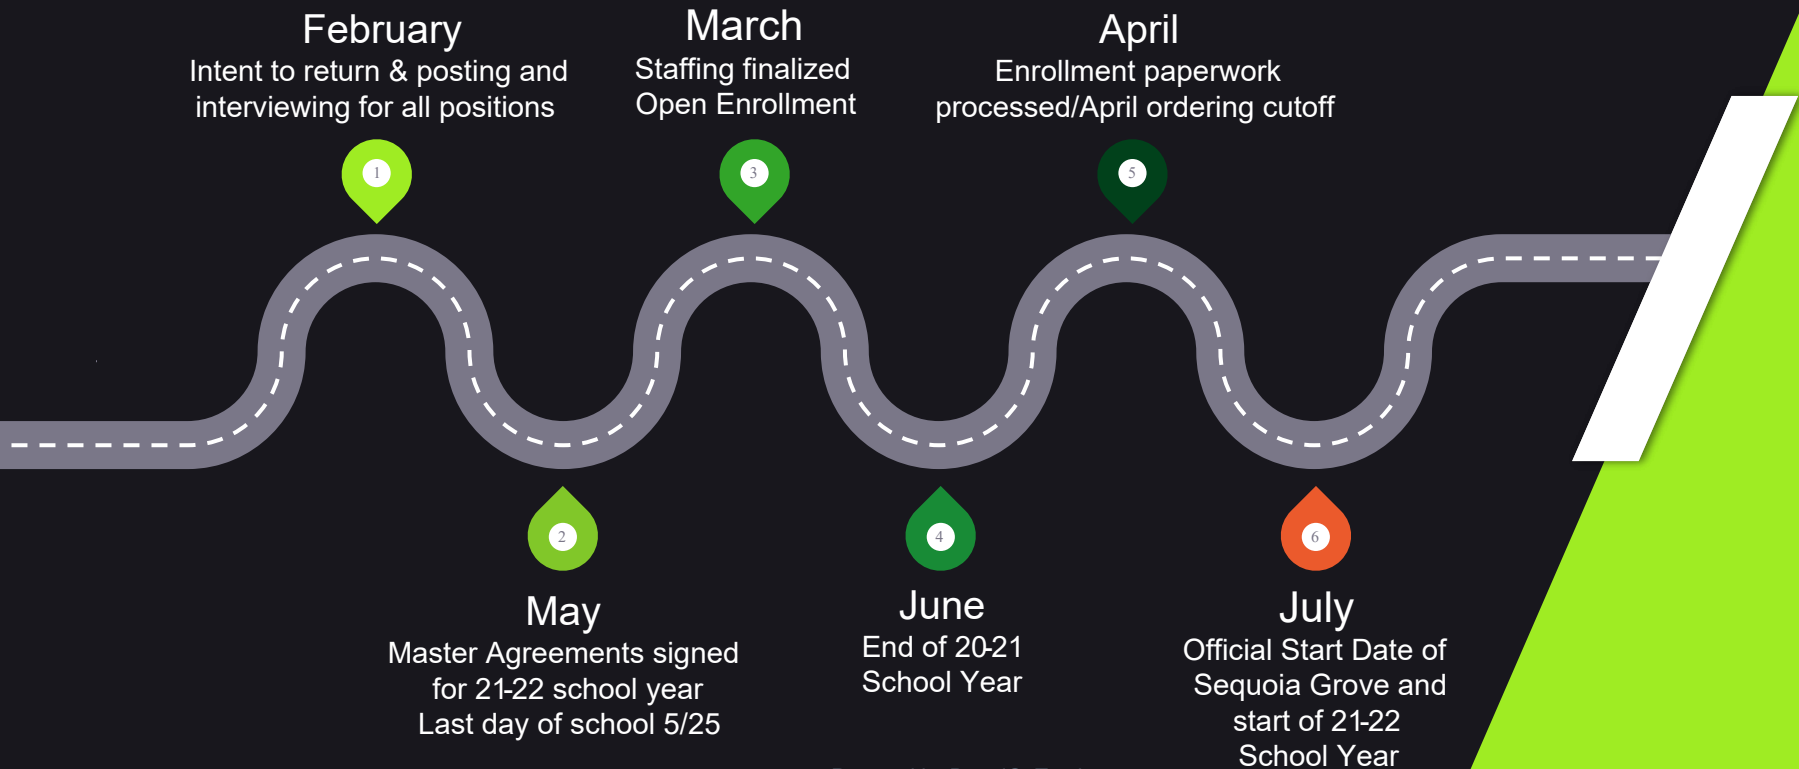 February
Intent to return & posting and
interviewing for all positions
March
Staffing finalized
Open Enrollment
April
Enrollment paperwork
processed/April ordering cutoff
1
3
5
2
4
6
May
Master Agreements signed
for 21-22 school year
Last day of school 5/25
June
End of 20-21
School Year
July
Official Start Date of
Sequoia Grove and
start of 21-22
School Year